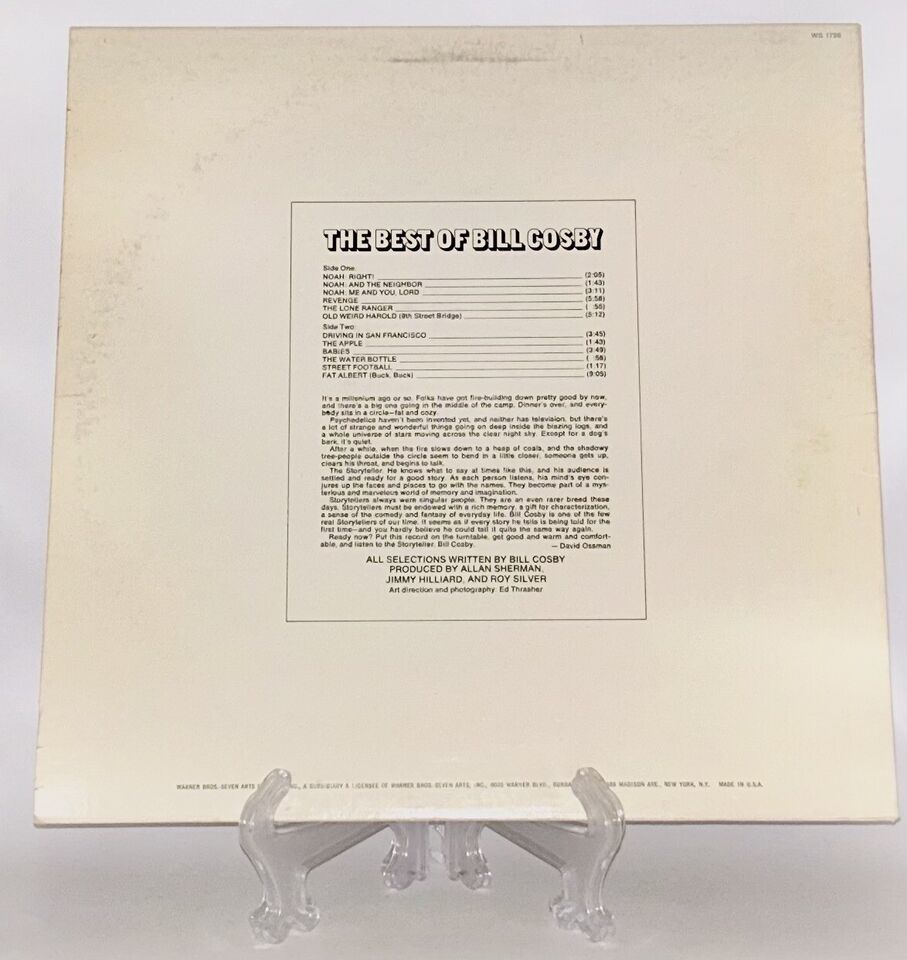 WS 1798
THE BEST OF BILL COSBY
Side One:
NOAH: RIGHT! (2:05)
NOAH: AND THE NEIGHBOR (1:43)
NOAH: ME AND YOU, LORD (3:11)
REVENGE (5:58)
THE LONE RANGER ( :55)
OLD WEIRD HAROLD (9th Street Bridge) (5:12)
Side Two:
DRIVING IN SAN FRANCISCO (3:45)
THE APPLE (1:43)
BABIES (3:49)
THE WATER BOTTLE ( :58)
STREET FOOTBALL (1:17)
FAT ALBERT (Buck, Buck) (9:05)
It's a millenium ago or so. Folks have got fire-building down pretty good by now,
and there's a big one going in the middle of the camp. Dinner's over, and every-
body sits in a circle—fat and cozy.
Psychedelics haven't been invented yet, and neither has television, but there's
a lot of strange and wonderful things going on deep inside the blazing logs, and
a whole universe of stars moving across the clear night sky. Except for a dog's
bark, it's quiet.
After a while, when the fire slows down to a heap of coals, and the shadowy
tree-people outside the circle seem to bend in a little closer, someone gets up,
clears his throat, and begins to talk.
The Storyteller. He knows what to say at times like this, and his audience is
settled and ready for a good story. As each person listens, his mind's eye con-
jures up the faces and places to go with the names. They become part of a mys-
terious and marvelous world of memory and imagination.
Storytellers always were singular people. They are an even rarer breed these
days. Storytellers must be endowed with a rich memory, a gift for characterization,
a sense of the comedy and fantasy of everyday life. Bill Cosby is one of the few
real Storytellers of our time. It seems as if every story he tells is being told for the
first time—and you hardly believe he could tell it quite the same way again.
Ready now? Put this record on the turntable, get good and warm and comfort-
able, and listen to the Storyteller. Bill Cosby.
— David Ossman
ALL SELECTIONS WRITTEN BY BILL COSBY
PRODUCED BY ALLAN SHERMAN,
JIMMY HILLIARD, AND ROY SILVER
Art direction and photography: Ed Thrasher
WARNER BROS.-SEVEN ARTS INC., A SUBSIDIARY & LICENSEE OF WARNER BROS.-SEVEN ARTS, INC., WARNER BLVD., MADISON AVE., NEW YORK, N.Y. MADE IN U.S.A.